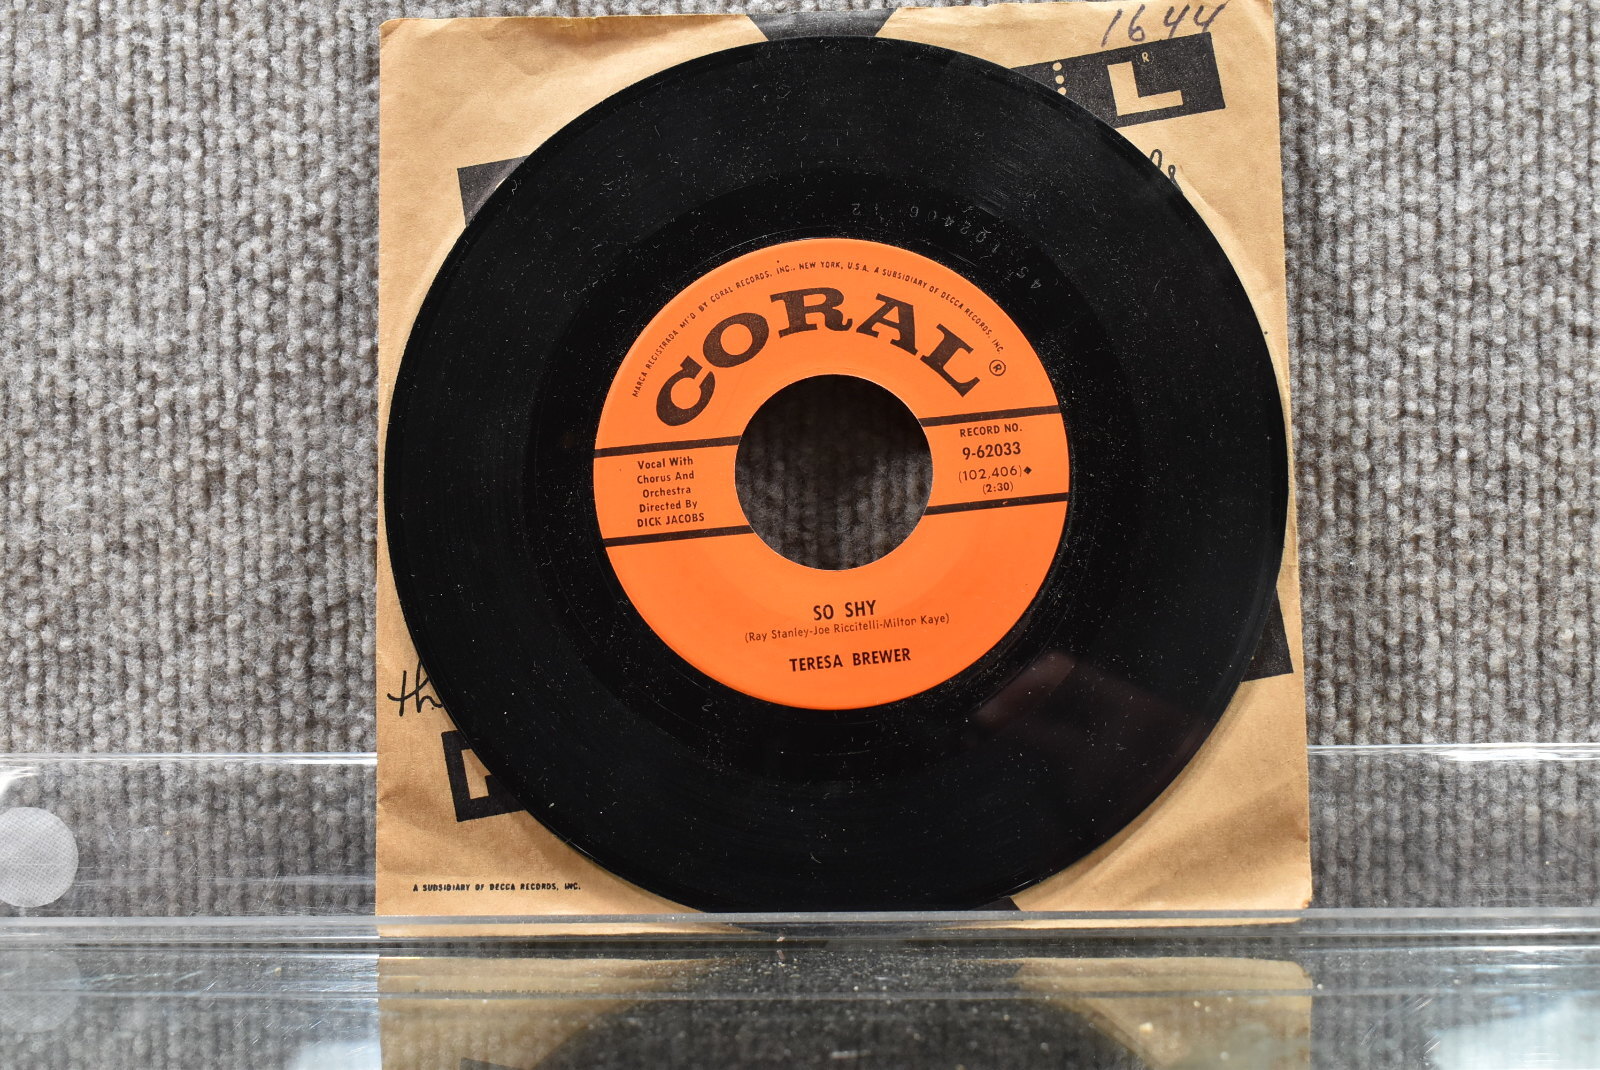 1644
L
®
MARCA REGISTRADA MF'D BY CORAL RECORDS, INC., NEW YORK, U.S.A. A SUBSIDIARY OF DECCA RECORDS, INC.
CORAL®
Vocal With
Chorus And
Orchestra
Directed By
DICK JACOBS
RECORD NO.
9-62033
(102,406)◆
(2:30)
SO SHY
(Ray Stanley-Joe Riccitelli-Milton Kaye)
TERESA BREWER
th
A SUBSIDIARY OF DECCA RECORDS, INC.